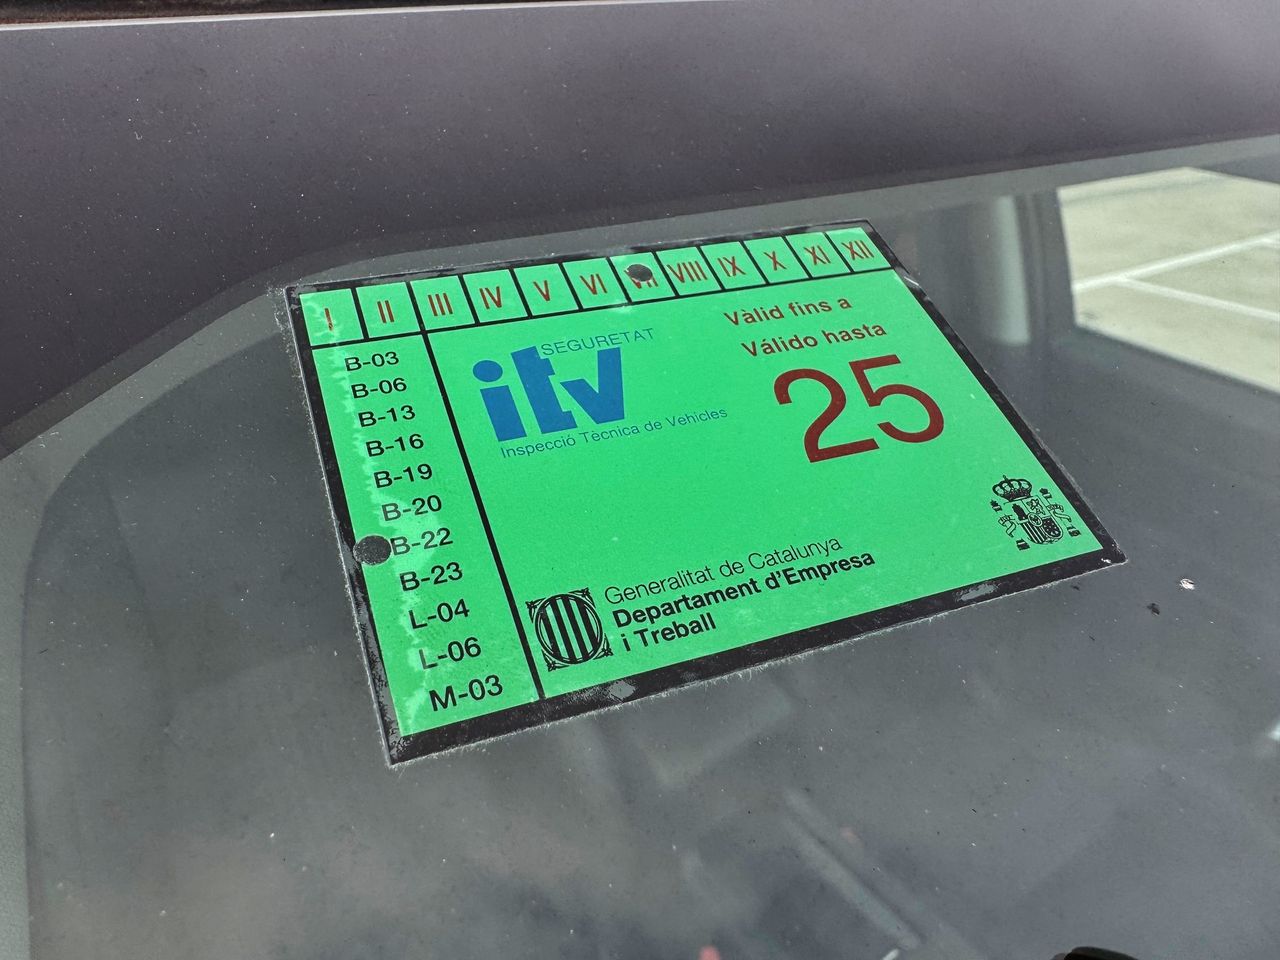 I II III IV V VI VII VIII IX X XI XII
B-03
B-06
B-13
B-16
B-19
B-20
B-22
B-23
L-04
L-06
M-03
SEGURETAT
itv
Inspecció Tècnica de Vehicles
Vàlid fins a
Válido hasta
25
Generalitat de Catalunya
Departament d'Empresa
i Treball